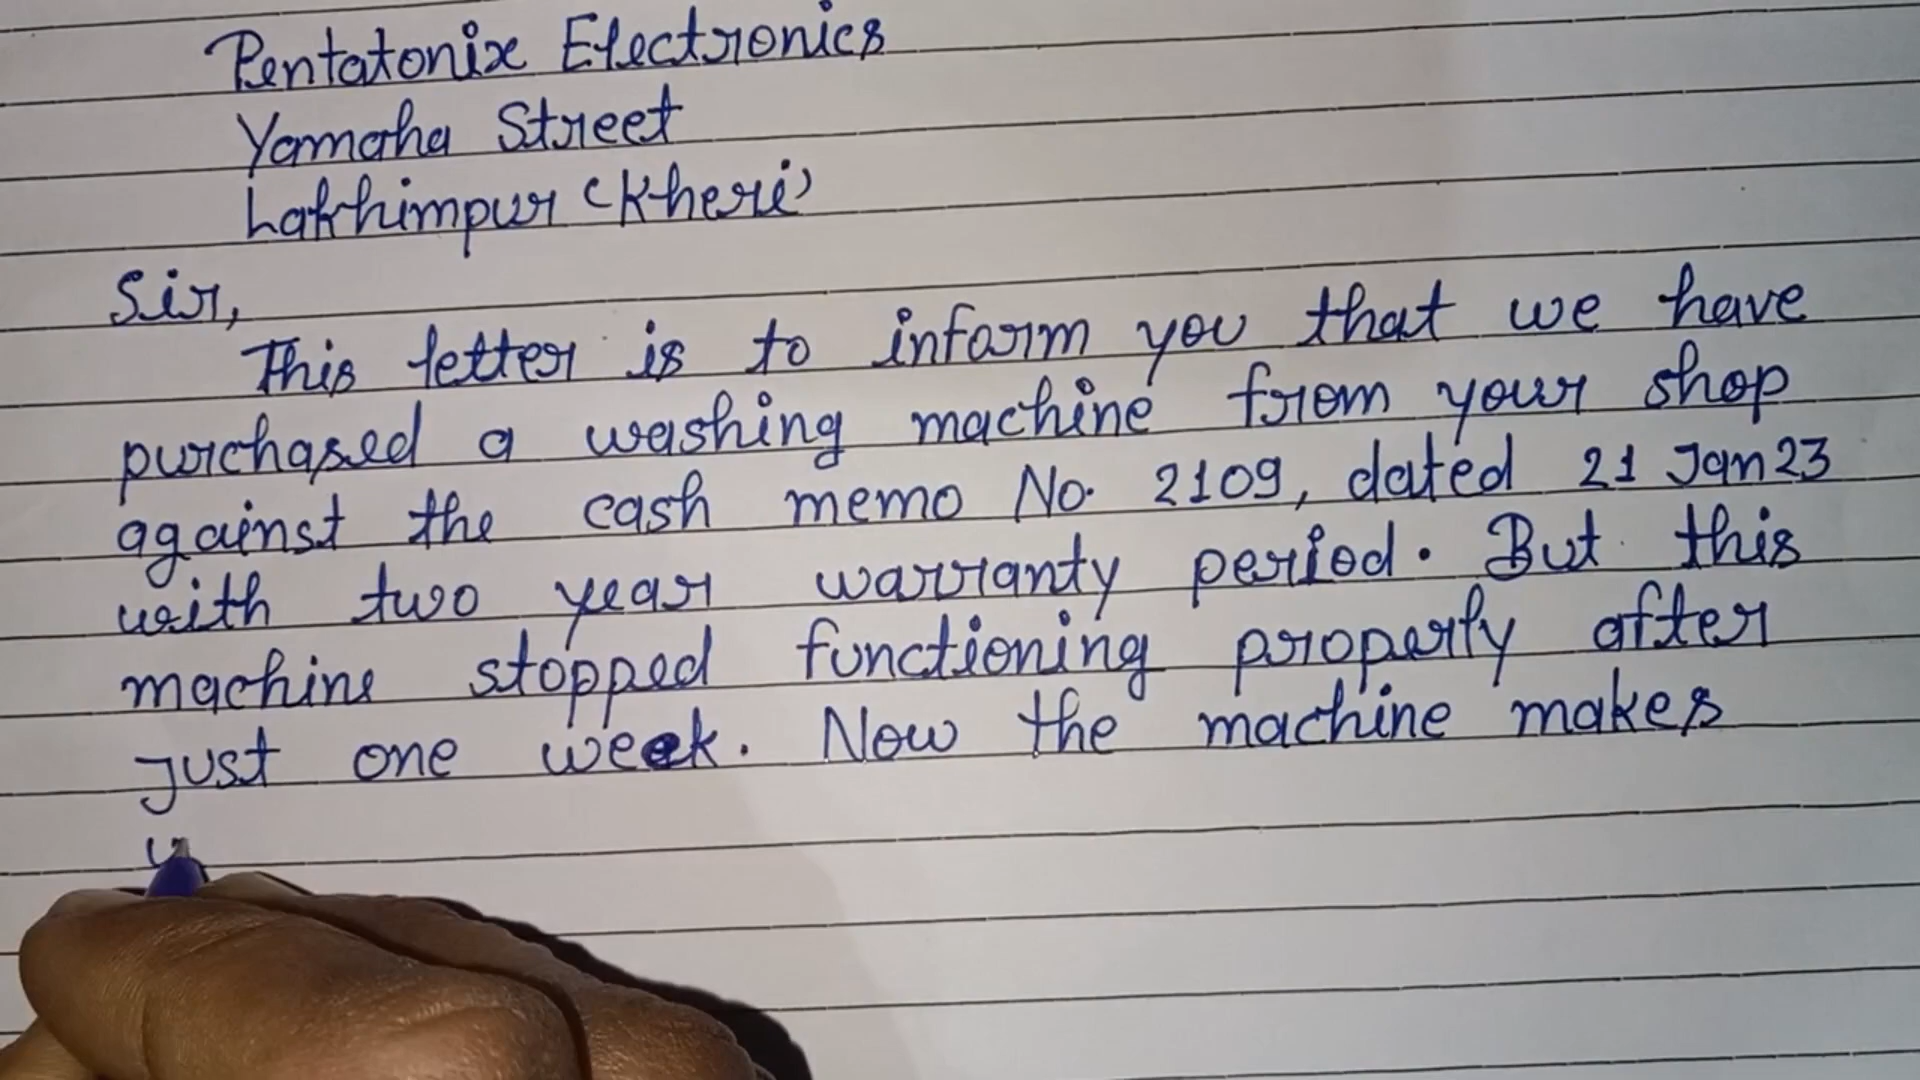 Pentatonix Electronics
Yamaha Street
Lakhimpur (Kheri)
Sir,
This letter is to inform you that we have
purchased a washing machine from your shop
against the cash memo No. 2109, dated 21 Jan 23
with two year warranty period. But this
machine stopped functioning properly after
just one week. Now the machine makes